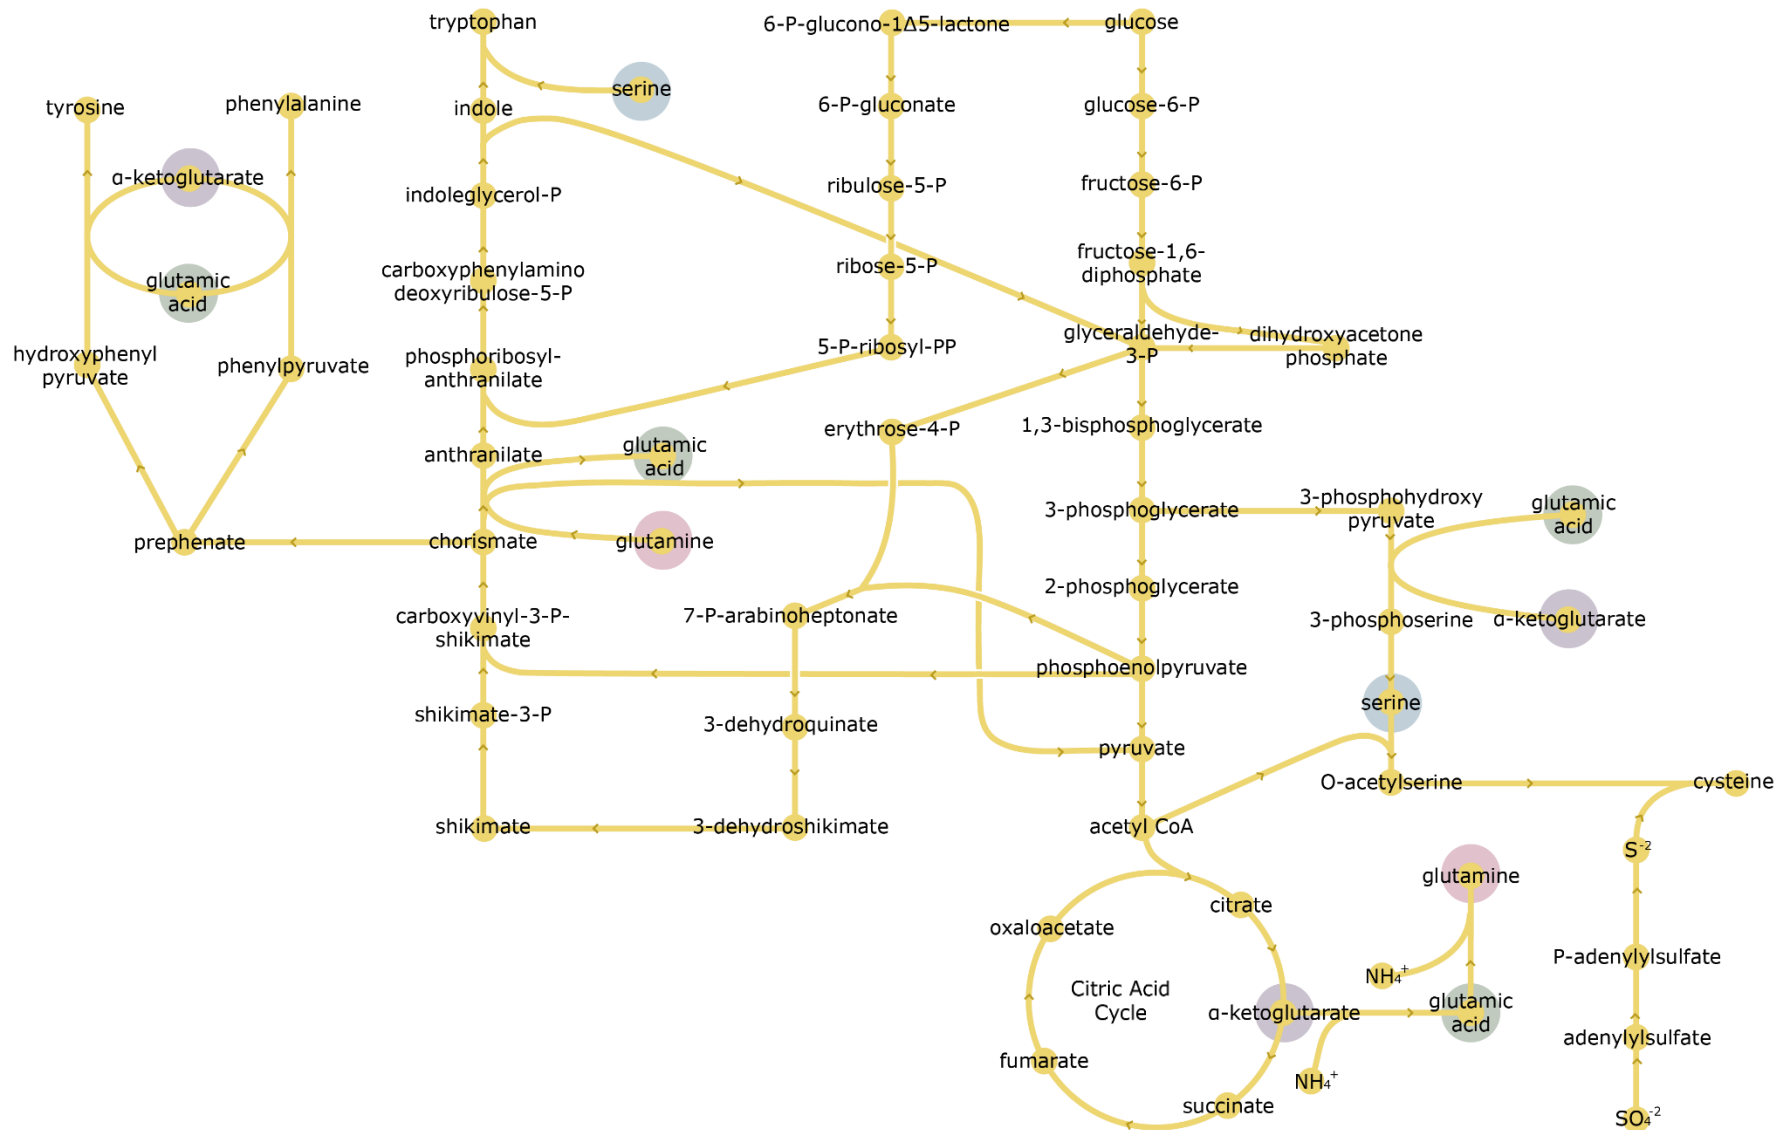 tryptophan
6-P-glucono-1Δ5-lactone
glucose
serine
tyrosine
phenylalanine
indole
6-P-gluconate
glucose-6-P
α-ketoglutarate
indoleglycerol-P
ribulose-5-P
fructose-6-P
glutamic
acid
carboxyphenylamino
deoxyribulose-5-P
ribose-5-P
fructose-1,6-
diphosphate
hydroxyphenyl
pyruvate
phenylpyruvate
phosphoribosyl-
anthranilate
5-P-ribosyl-PP
glyceraldehyde-
3-P
dihydroxyacetone
phosphate
anthranilate
glutamic
acid
erythrose-4-P
1,3-bisphosphoglycerate
prephenate
chorismate
glutamine
3-phosphoglycerate
3-phosphohydroxy
pyruvate
glutamic
acid
carboxyvinyl-3-P-
shikimate
7-P-arabinoheptonate
2-phosphoglycerate
3-phosphoserine
α-ketoglutarate
phosphoenolpyruvate
shikimate-3-P
3-dehydroquinate
pyruvate
serine
O-acetylserine
cysteine
shikimate
3-dehydroshikimate
acetyl CoA
S⁻²
glutamine
citrate
oxaloacetate
NH₄⁺
P-adenylylsulfate
Citric Acid
Cycle
α-ketoglutarate
glutamic
acid
adenylylsulfate
fumarate
NH₄⁺
succinate
SO₄⁻²